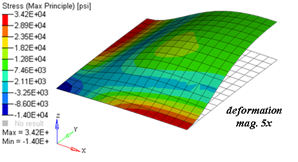 Stress (Max Principle) [psi]
3.42E+04
2.89E+04
2.35E+04
1.82E+04
1.28E+04
7.46E+03
2.11E+03
-3.25E+03
-8.60E+03
-1.40E+04
No result
Max = 3.42E+
Min = -1.40E+
Z
Y
X
deformation
mag. 5x